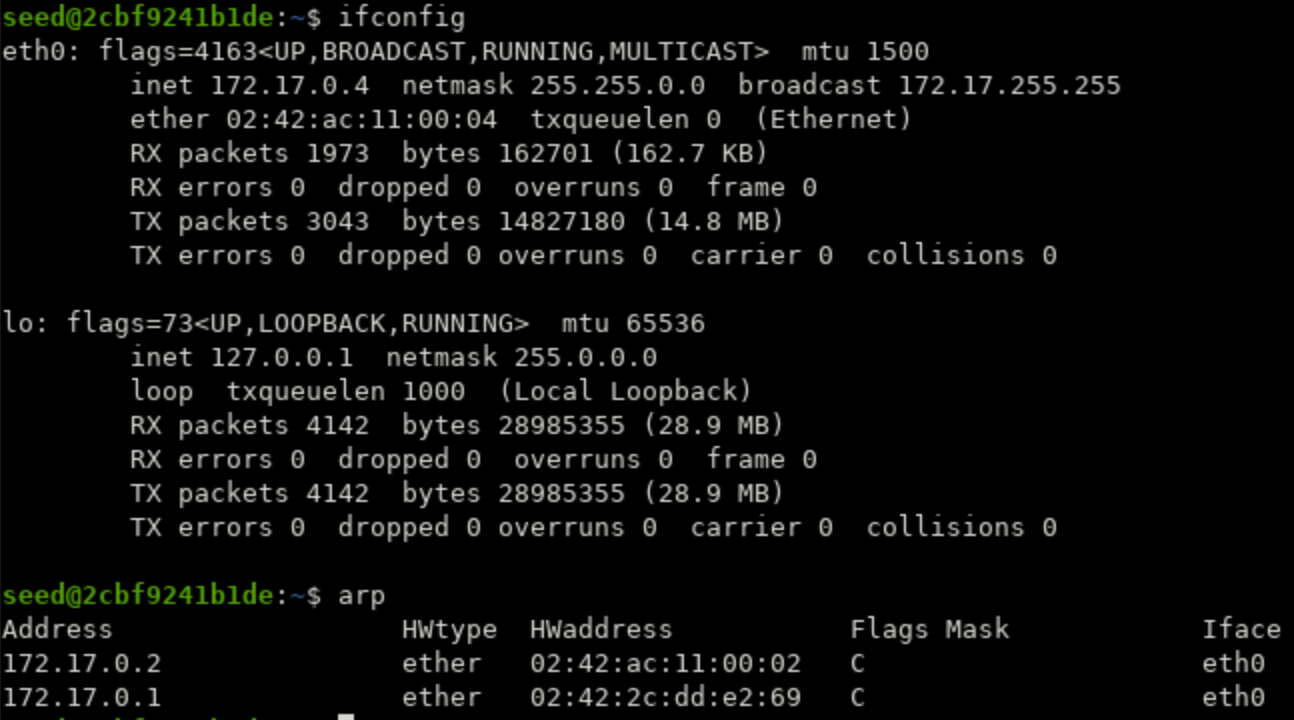 seed@2cbf9241b1de:~$ ifconfig
eth0: flags=4163<UP,BROADCAST,RUNNING,MULTICAST>  mtu 1500
        inet 172.17.0.4  netmask 255.255.0.0  broadcast 172.17.255.255
        ether 02:42:ac:11:00:04  txqueuelen 0  (Ethernet)
        RX packets 1973  bytes 162701 (162.7 KB)
        RX errors 0  dropped 0  overruns 0  frame 0
        TX packets 3043  bytes 14827180 (14.8 MB)
        TX errors 0  dropped 0 overruns 0  carrier 0  collisions 0

lo: flags=73<UP,LOOPBACK,RUNNING>  mtu 65536
        inet 127.0.0.1  netmask 255.0.0.0
        loop  txqueuelen 1000  (Local Loopback)
        RX packets 4142  bytes 28985355 (28.9 MB)
        RX errors 0  dropped 0  overruns 0  frame 0
        TX packets 4142  bytes 28985355 (28.9 MB)
        TX errors 0  dropped 0 overruns 0  carrier 0  collisions 0

seed@2cbf9241b1de:~$ arp
Address                  HWtype  HWaddress           Flags Mask            Iface
172.17.0.2               ether   02:42:ac:11:00:02   C                     eth0
172.17.0.1               ether   02:42:2c:dd:e2:69   C                     eth0